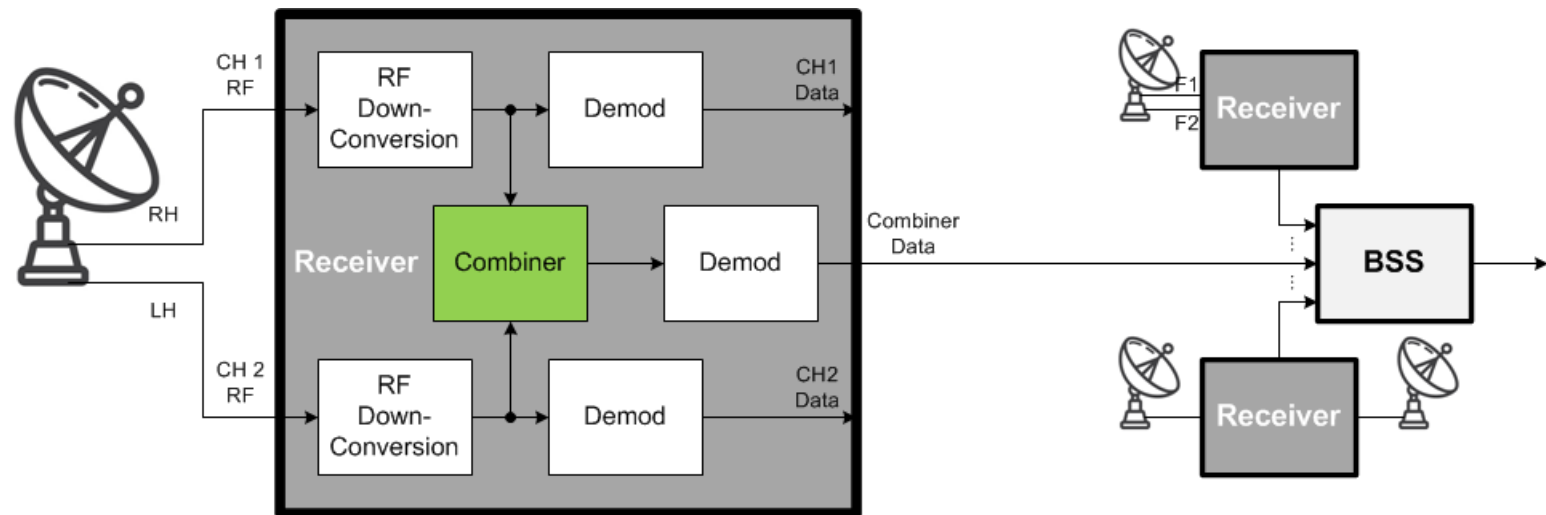 CH 1
RF
RH
LH
CH 2
RF
RF
Down-
Conversion
Demod
CH1
Data
Receiver
Combiner
Demod
Combiner
Data
RF
Down-
Conversion
Demod
CH2
Data
F1
F2
Receiver
BSS
Receiver